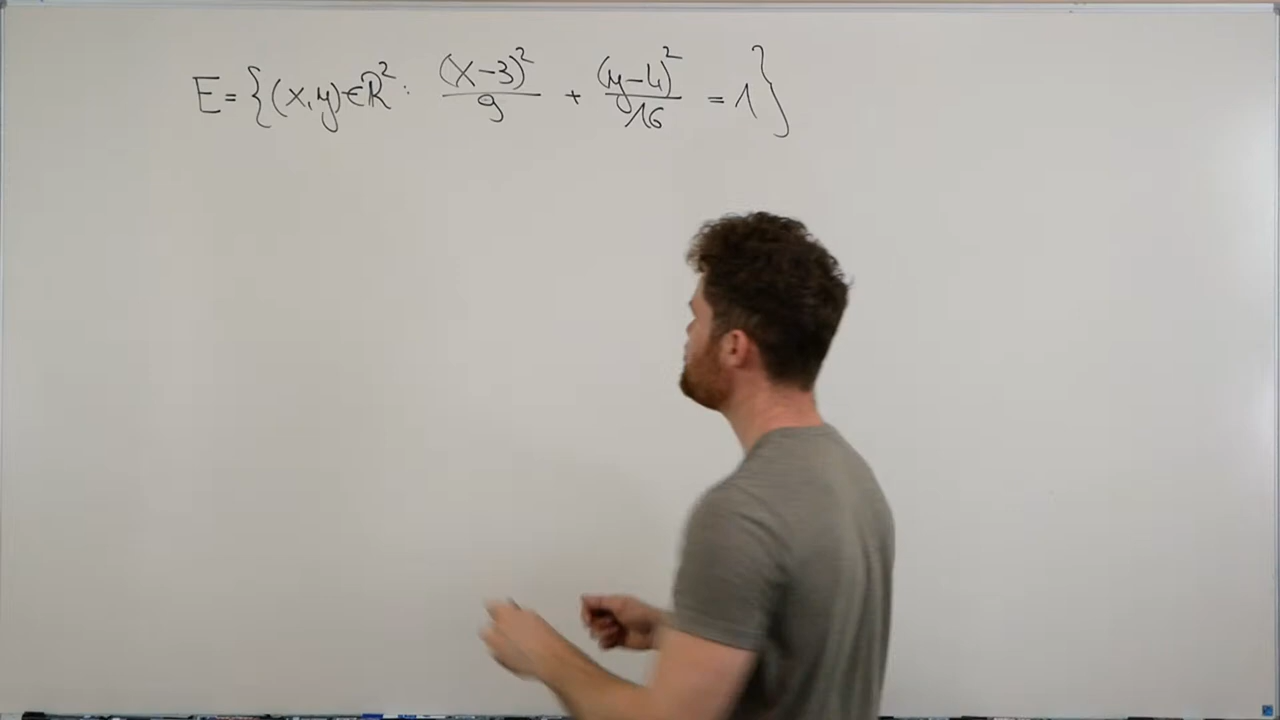 E = {(x,y) ∈ ℝ² : (x-3)²/9 + (y-4)²/16 = 1}